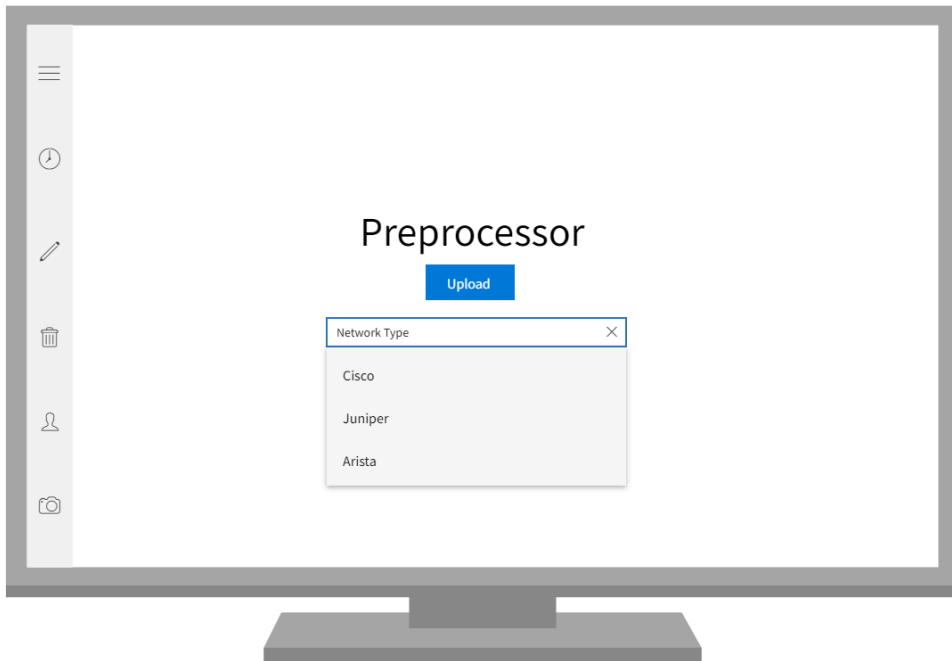 Preprocessor
Upload
Network Type
Cisco
Juniper
Arista